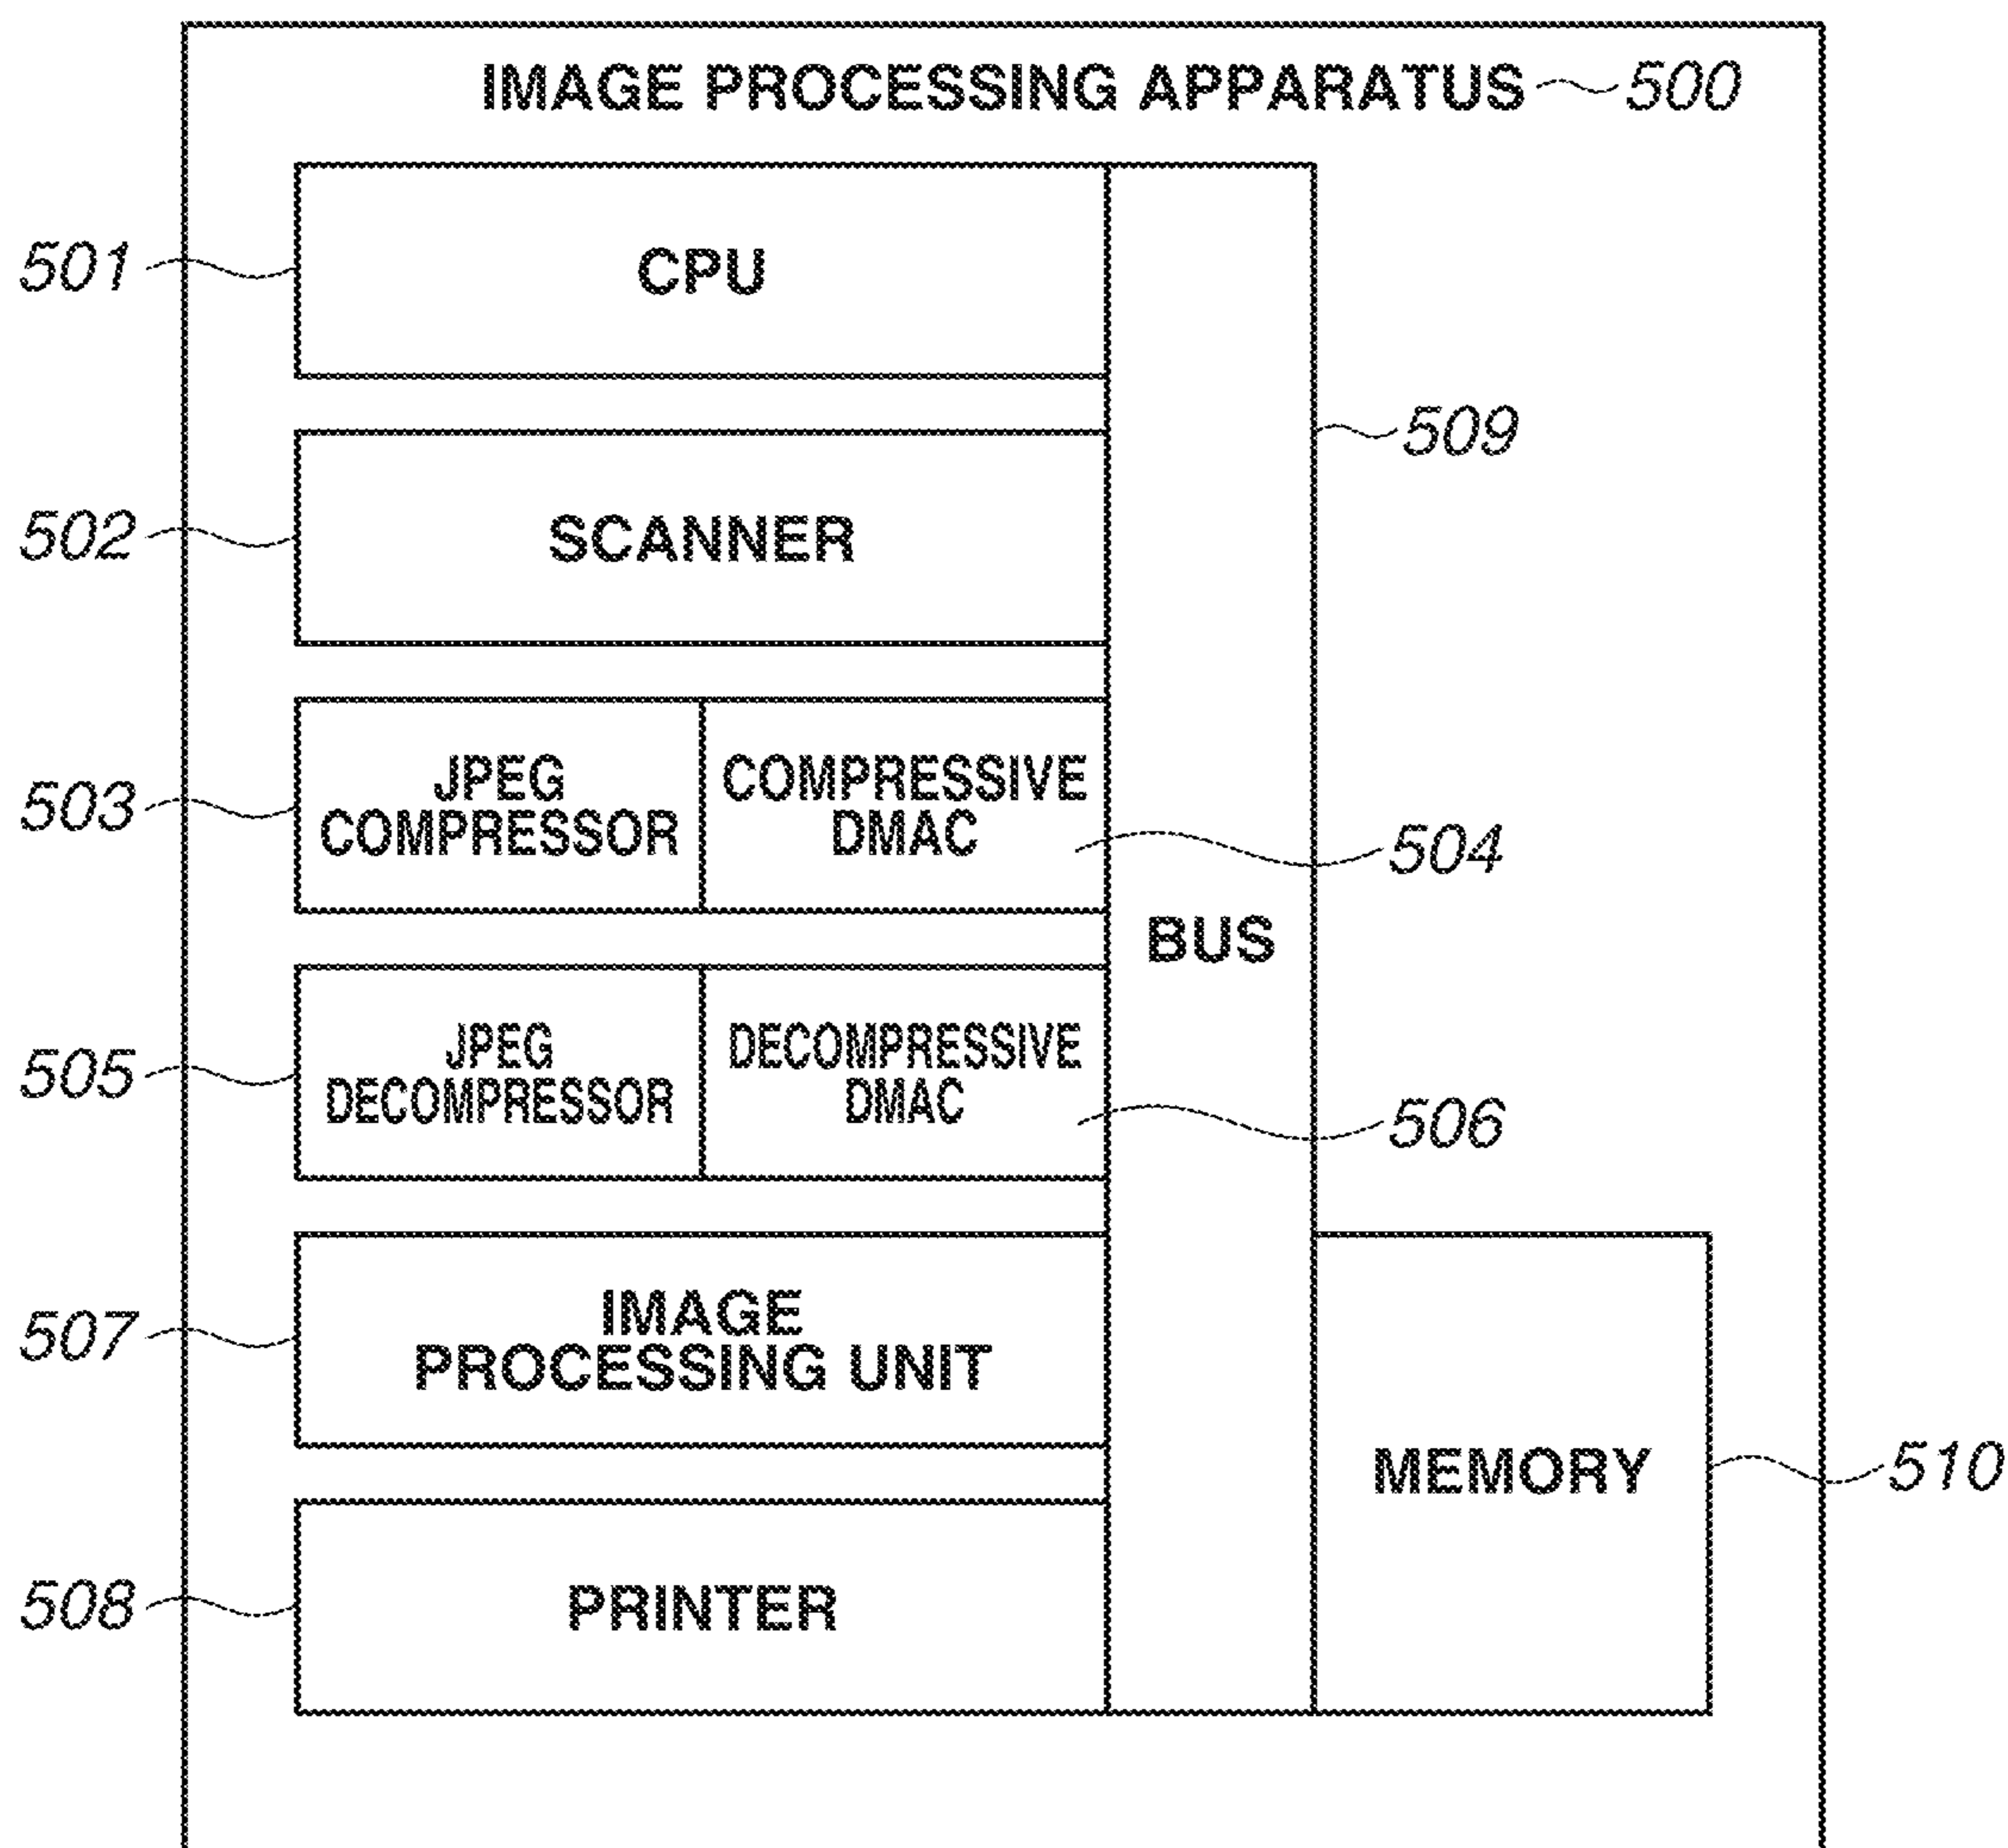 IMAGE PROCESSING APPARATUS 500
501
CPU
509
502
SCANNER
503
JPEG
COMPRESSOR
COMPRESSIVE
DMAC
504
BUS
505
JPEG
DECOMPRESSOR
DECOMPRESSIVE
DMAC
506
507
IMAGE
PROCESSING UNIT
MEMORY
510
508
PRINTER